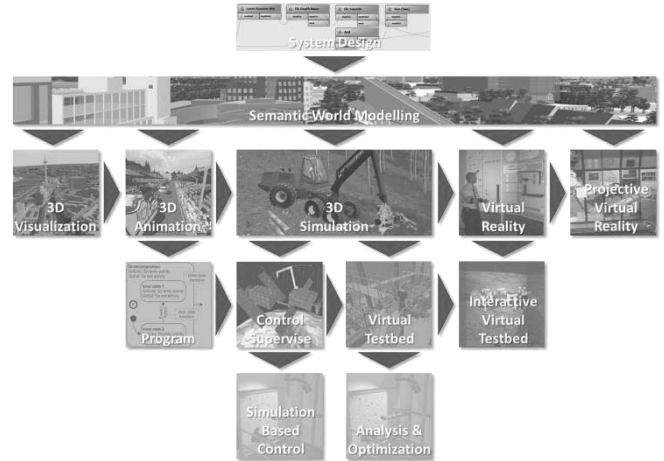 System Design
Semantic World Modelling
3D
Visualization
3D
Animation
3D
Simulation
Virtual
Reality
Projective
Virtual
Reality
Program
Control
Supervise
Virtual
Testbed
Interactive
Virtual
Testbed
Simulation
Based
Control
Analysis &
Optimization